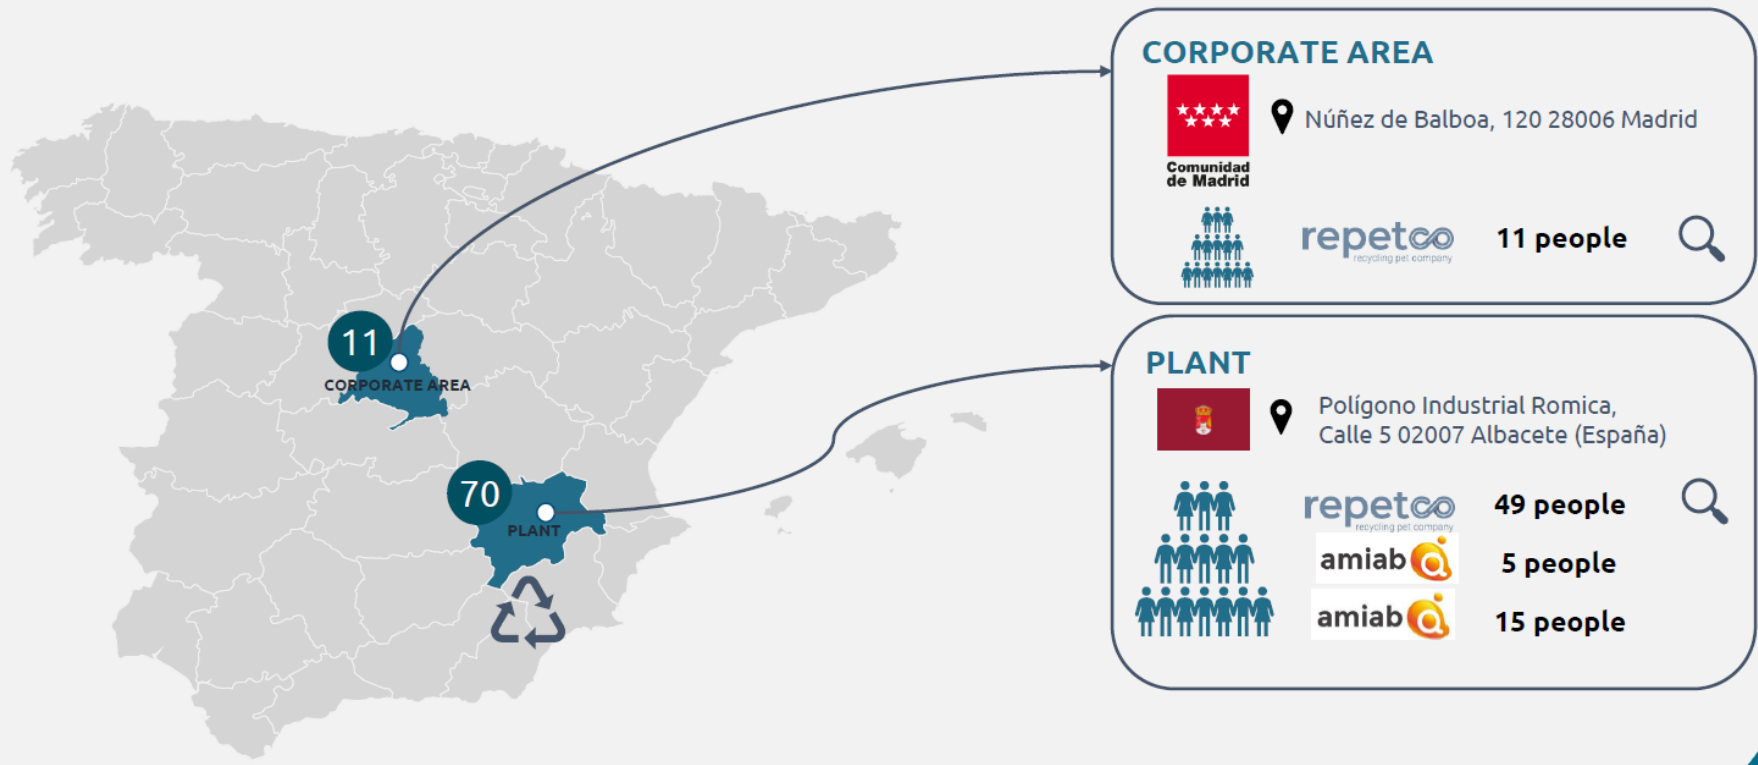 11
CORPORATE AREA
70
PLANT
CORPORATE AREA
Comunidad
de Madrid
Núñez de Balboa, 120 28006 Madrid
repetco
recycling pet company
11 people
PLANT
Polígono Industrial Romica,
Calle 5 02007 Albacete (España)
repetco
recycling pet company
49 people
amiab
5 people
amiab
15 people